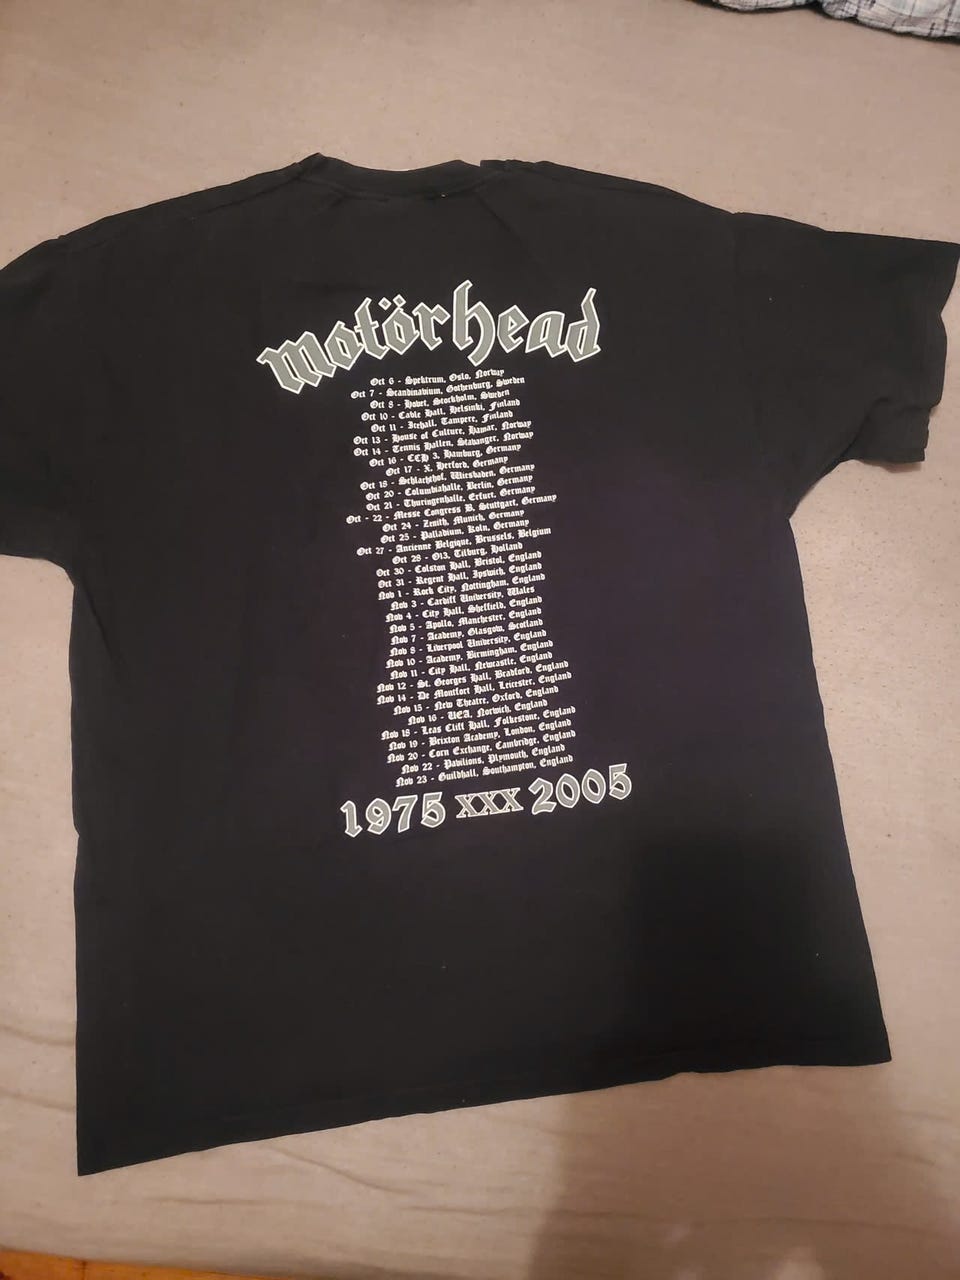 motörhead
Oct 6 - Spektrum, Oslo, Norway
Oct 7 - Scandinavium, Gothenburg, Sweden
Oct 8 - Hovet, Stockholm, Sweden
Oct 10 - Cable Hall, Helsinki, Finland
Oct 11 - Icehall, Tampere, Finland
Oct 13 - House of Culture, Hamar, Norway
Oct 14 - Tennis Hallen, Stavanger, Norway
Oct 16 - CCH 3, Hamburg, Germany
Oct 17 - X, Herford, Germany
Oct 18 - Schlachthof, Wiesbaden, Germany
Oct 20 - Columbiahalle, Berlin, Germany
Oct 21 - Thuringenhalle, Erfurt, Germany
Oct - 22 - Messe Congress B, Stuttgart, Germany
Oct 24 - Zenith, Munich, Germany
Oct 25 - Palladium, Koln, Germany
Oct 27 - Ancienne Belgique, Brussels, Belgium
Oct 28 - O13, Tilburg, Holland
Oct 30 - Colston Hall, Bristol, England
Oct 31 - Regent Hall, Ipswich, England
Nov 1 - Rock City, Nottingham, England
Nov 3 - Cardiff University, Wales
Nov 4 - City Hall, Sheffield, England
Nov 5 - Apollo, Manchester, England
Nov 7 - Academy, Glasgow, Scotland
Nov 8 - Liverpool University, England
Nov 10 - Academy, Birmingham, England
Nov 11 - City Hall, Newcastle, England
Nov 12 - St. Georges Hall, Bradford, England
Nov 14 - De Montfort Hall, Leicester, England
Nov 15 - New Theatre, Oxford, England
Nov 16 - UEA, Norwich, England
Nov 18 - Leas Cliff Hall, Folkestone, England
Nov 19 - Brixton Academy, London, England
Nov 20 - Corn Exchange, Cambridge, England
Nov 22 - Pavilions, Plymouth, England
Nov 23 - Guildhall, Southampton, England
1975 XXX 2005